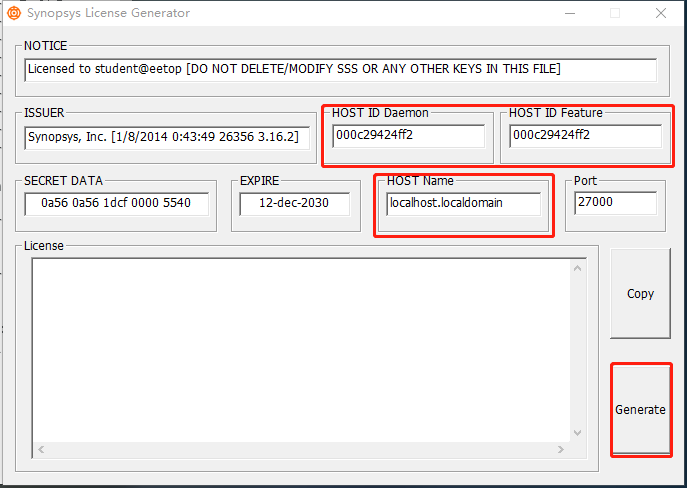 Synopsys License Generator
NOTICE
Licensed to student@eetop [DO NOT DELETE/MODIFY SSS OR ANY OTHER KEYS IN THIS FILE]
ISSUER
Synopsys, Inc. [1/8/2014 0:43:49 26356 3.16.2]
HOST ID Daemon
000c29424ff2
HOST ID Feature
000c29424ff2
SECRET DATA
0a56 0a56 1dcf 0000 5540
EXPIRE
12-dec-2030
HOST Name
localhost.localdomain
Port
27000
License
Copy
Generate